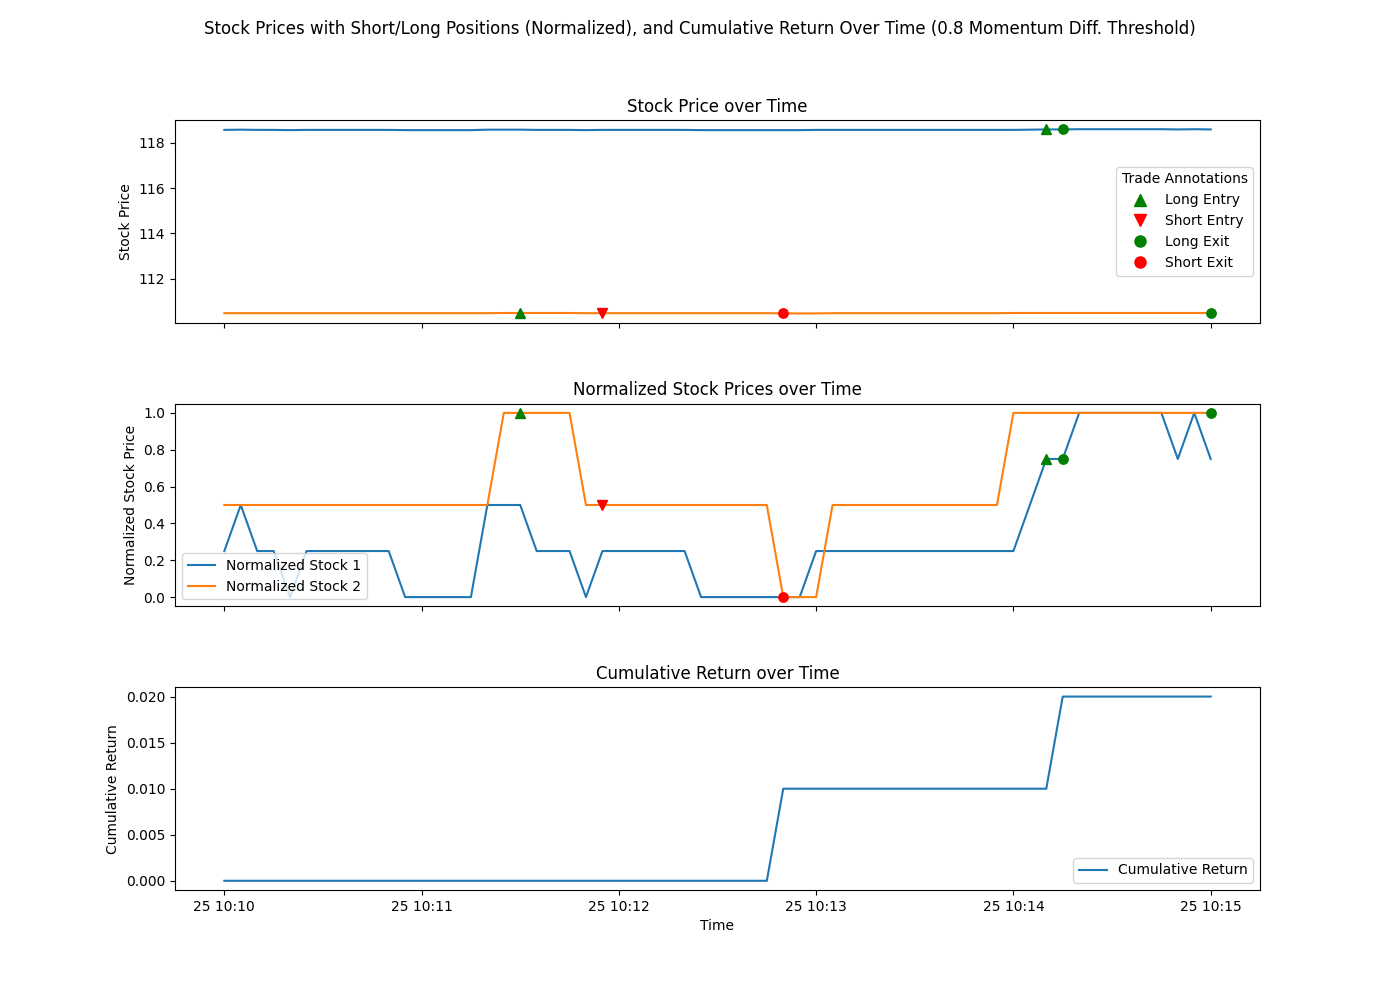 Stock Prices with Short/Long Positions (Normalized), and Cumulative Return Over Time (0.8 Momentum Diff. Threshold)
Stock Price over Time
Stock Price
118
116
114
112
Trade Annotations
Long Entry
Short Entry
Long Exit
Short Exit
Normalized Stock Prices over Time
Normalized Stock Price
1.0
0.8
0.6
0.4
0.2
0.0
Normalized Stock 1
Normalized Stock 2
Cumulative Return over Time
Cumulative Return
0.020
0.015
0.010
0.005
0.000
Cumulative Return
25 10:10
25 10:11
25 10:12
25 10:13
25 10:14
25 10:15
Time